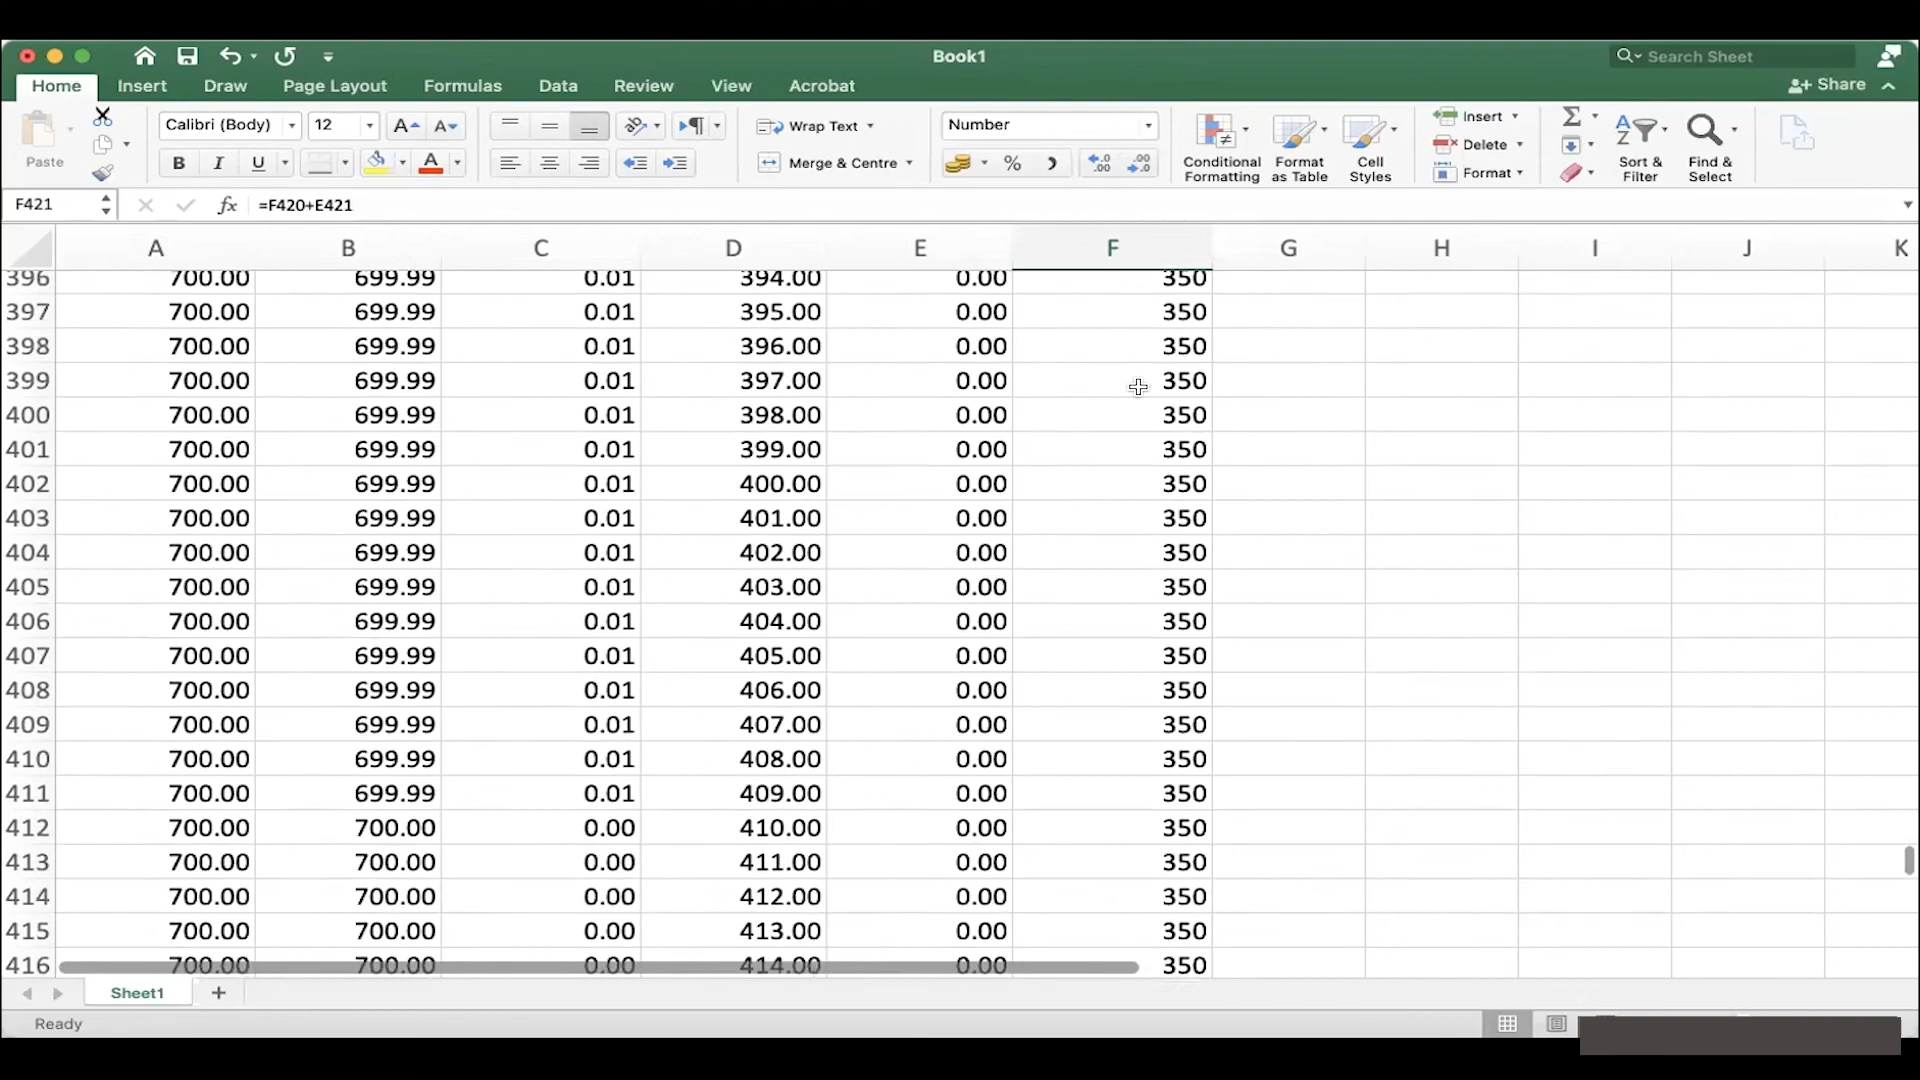 Book1
Search Sheet
Home Insert Draw Page Layout Formulas Data Review View Acrobat Share
Paste
Calibri (Body) 12 A A Wrap Text Number
B I U A Merge & Centre % .0 .00 .00 .0
Conditional Formatting
Format as Table
Cell Styles
Insert
Delete
Format
Sort & Filter
Find & Select
F421 fx =F420+E421
A B C D E F G H I J K
396 700.00 699.99 0.01 394.00 0.00 350
397 700.00 699.99 0.01 395.00 0.00 350
398 700.00 699.99 0.01 396.00 0.00 350
399 700.00 699.99 0.01 397.00 0.00 350
400 700.00 699.99 0.01 398.00 0.00 350
401 700.00 699.99 0.01 399.00 0.00 350
402 700.00 699.99 0.01 400.00 0.00 350
403 700.00 699.99 0.01 401.00 0.00 350
404 700.00 699.99 0.01 402.00 0.00 350
405 700.00 699.99 0.01 403.00 0.00 350
406 700.00 699.99 0.01 404.00 0.00 350
407 700.00 699.99 0.01 405.00 0.00 350
408 700.00 699.99 0.01 406.00 0.00 350
409 700.00 699.99 0.01 407.00 0.00 350
410 700.00 699.99 0.01 408.00 0.00 350
411 700.00 699.99 0.01 409.00 0.00 350
412 700.00 700.00 0.00 410.00 0.00 350
413 700.00 700.00 0.00 411.00 0.00 350
414 700.00 700.00 0.00 412.00 0.00 350
415 700.00 700.00 0.00 413.00 0.00 350
416 700.00 700.00 0.00 414.00 0.00 350
Sheet1 +
Ready